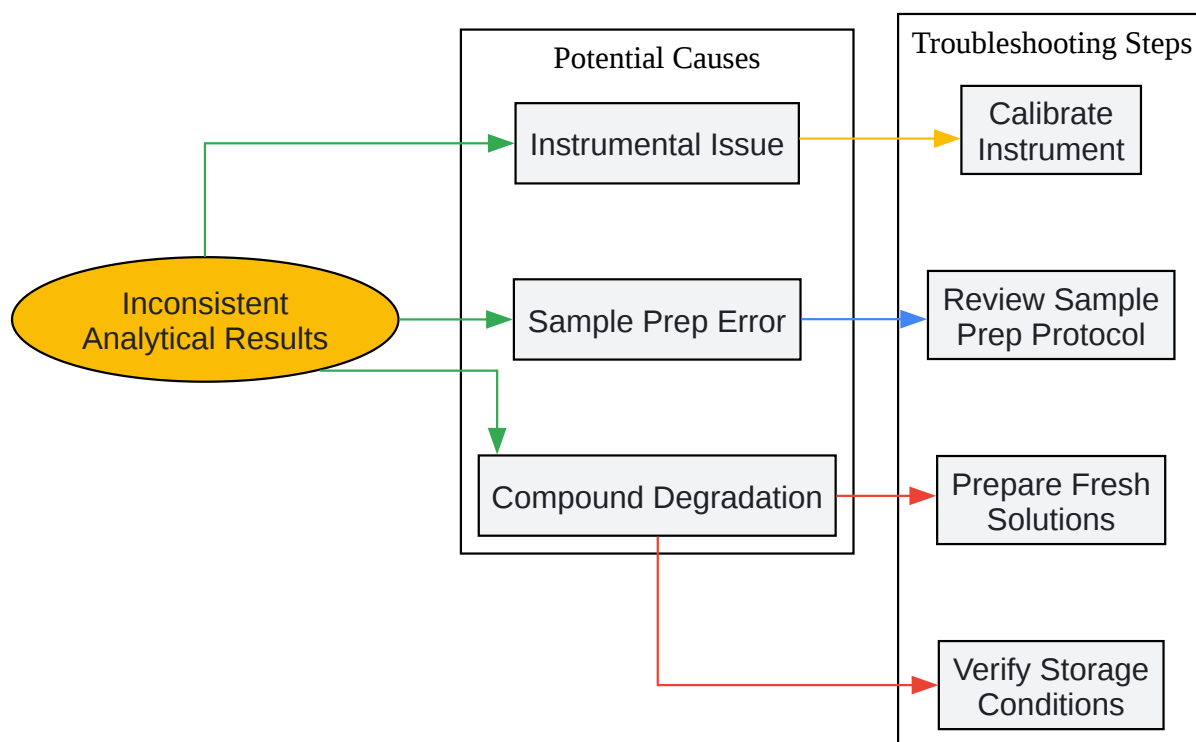 Potential Causes
Troubleshooting Steps
Instrumental Issue
Calibrate
Instrument
Inconsistent
Analytical Results
Sample Prep Error
Review Sample
Prep Protocol
Compound Degradation
Prepare Fresh
Solutions
Verify Storage
Conditions